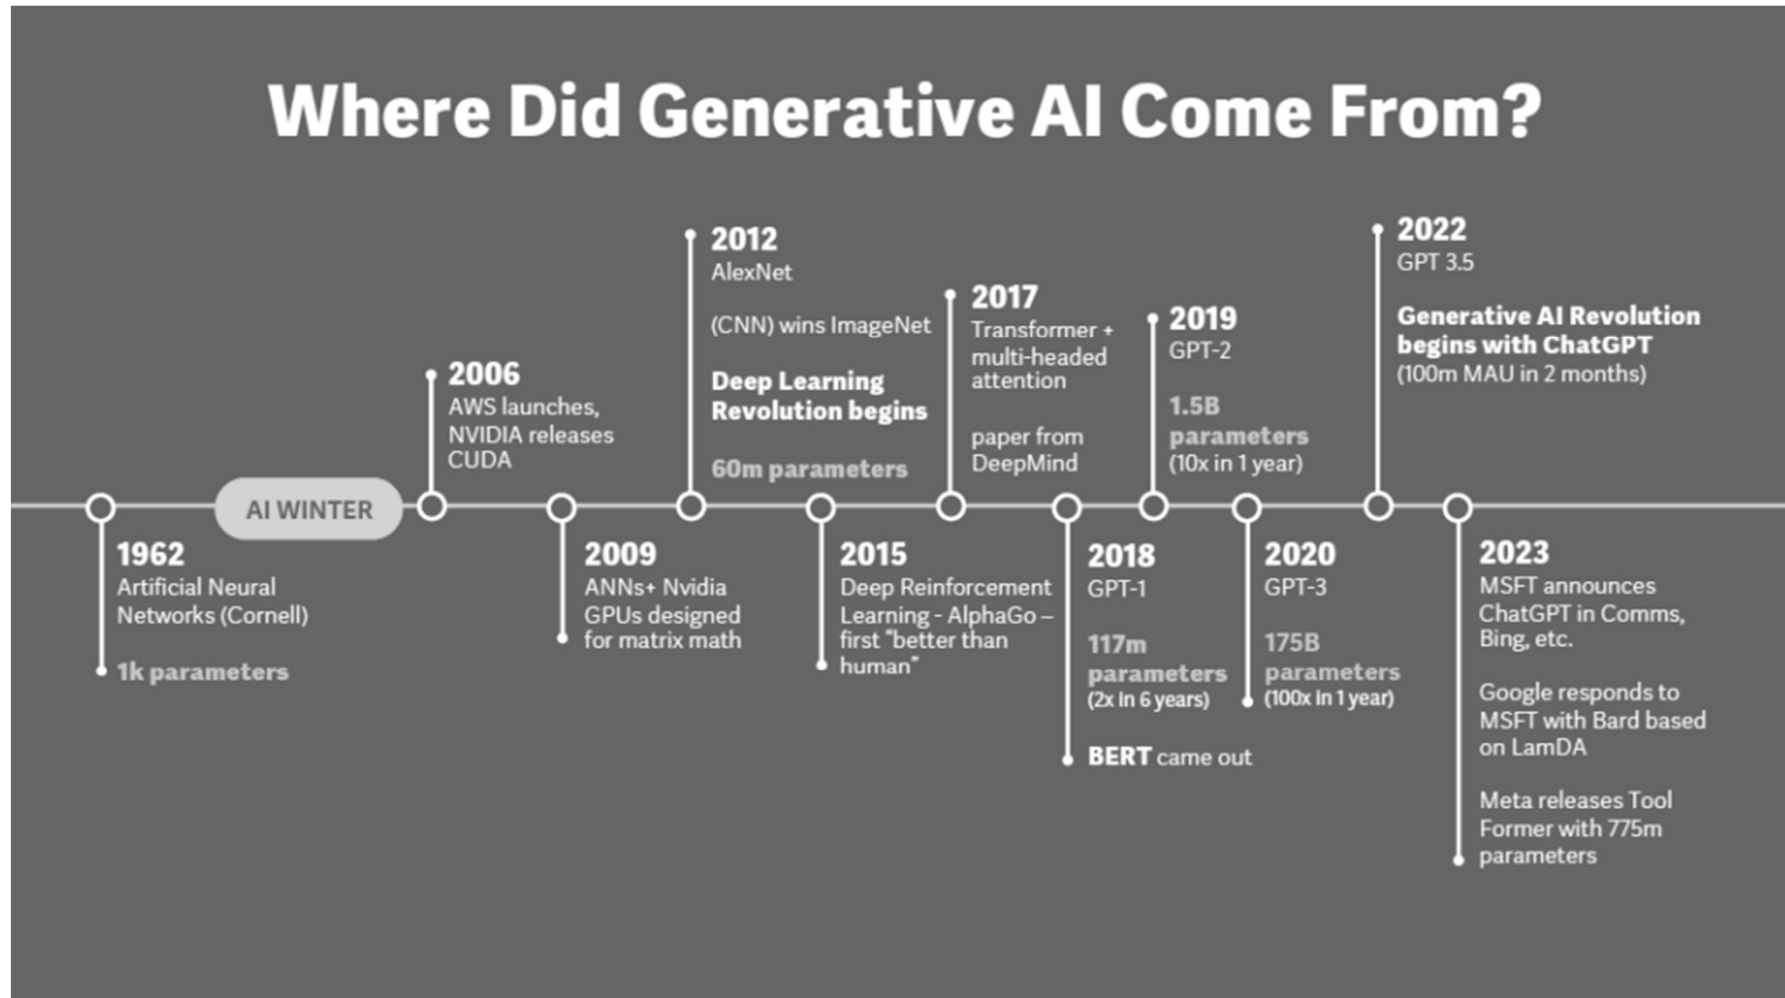 Where Did Generative AI Come From?
1962
Artificial Neural
Networks (Cornell)
1k parameters
AI WINTER
2006
AWS launches,
NVIDIA releases
CUDA
2009
ANNs+ Nvidia
GPUs designed
for matrix math
2012
AlexNet
(CNN) wins ImageNet
Deep Learning
Revolution begins
60m parameters
2015
Deep Reinforcement
Learning - AlphaGo –
first "better than
human"
2017
Transformer +
multi-headed
attention
paper from
DeepMind
2018
GPT-1
117m
parameters
(2x in 6 years)
BERT came out
2019
GPT-2
1.5B
parameters
(10x in 1 year)
2020
GPT-3
175B
parameters
(100x in 1 year)
2022
GPT 3.5
Generative AI Revolution
begins with ChatGPT
(100m MAU in 2 months)
2023
MSFT announces
ChatGPT in Comms,
Bing, etc.
Google responds to
MSFT with Bard based
on LamDA
Meta releases Tool
Former with 775m
parameters